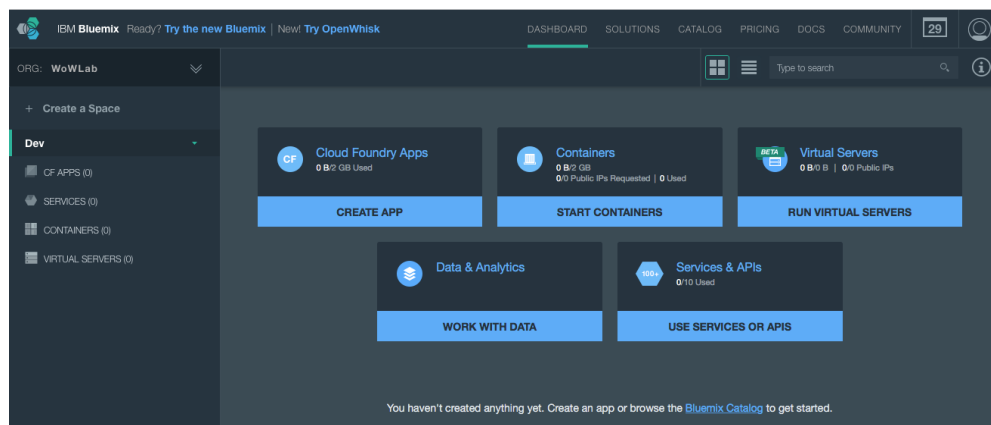 IBM Bluemix Ready? Try the new Bluemix | New! Try OpenWhisk
DASHBOARD SOLUTIONS CATALOG PRICING DOCS COMMUNITY 29
ORG: WoWLab
Type to search
+ Create a Space
Dev
CF APPS (0)
SERVICES (0)
CONTAINERS (0)
VIRTUAL SERVERS (0)
CF
Cloud Foundry Apps
0 B/2 GB Used
CREATE APP
Containers
0 B/2 GB
0/0 Public IPs Requested | 0 Used
START CONTAINERS
BETA
Virtual Servers
0 B/0 B | 0/0 Public IPs
RUN VIRTUAL SERVERS
Data & Analytics
WORK WITH DATA
100+
Services & APIs
0/10 Used
USE SERVICES OR APIS
You haven't created anything yet. Create an app or browse the Bluemix Catalog to get started.